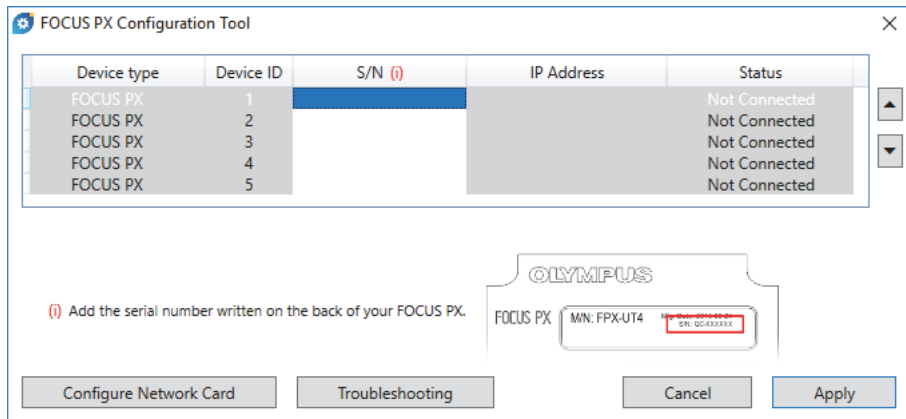 FOCUS PX Configuration Tool
Device type Device ID S/N (i) IP Address Status
FOCUS PX 1 Not Connected
FOCUS PX 2 Not Connected
FOCUS PX 3 Not Connected
FOCUS PX 4 Not Connected
FOCUS PX 5 Not Connected
OLYMPUS
(i) Add the serial number written on the back of your FOCUS PX.
FOCUS PX M/N: FPX-UT4
S/N: QC-XXXXXX
Configure Network Card Troubleshooting Cancel Apply